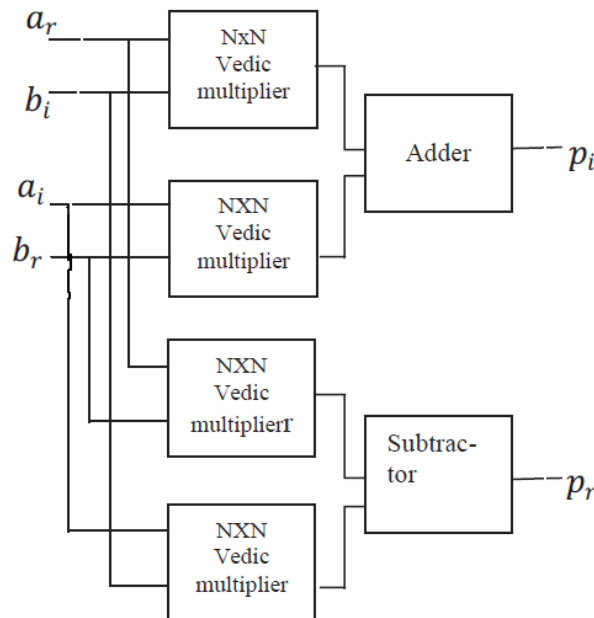 a_r
NxN
Vedic
multiplier
b_i
Adder
p_i
a_i
NXN
Vedic
multiplier
b_r
NXN
Vedic
multiplierr
Subtrac-
tor
p_r
NXN
Vedic
multiplier